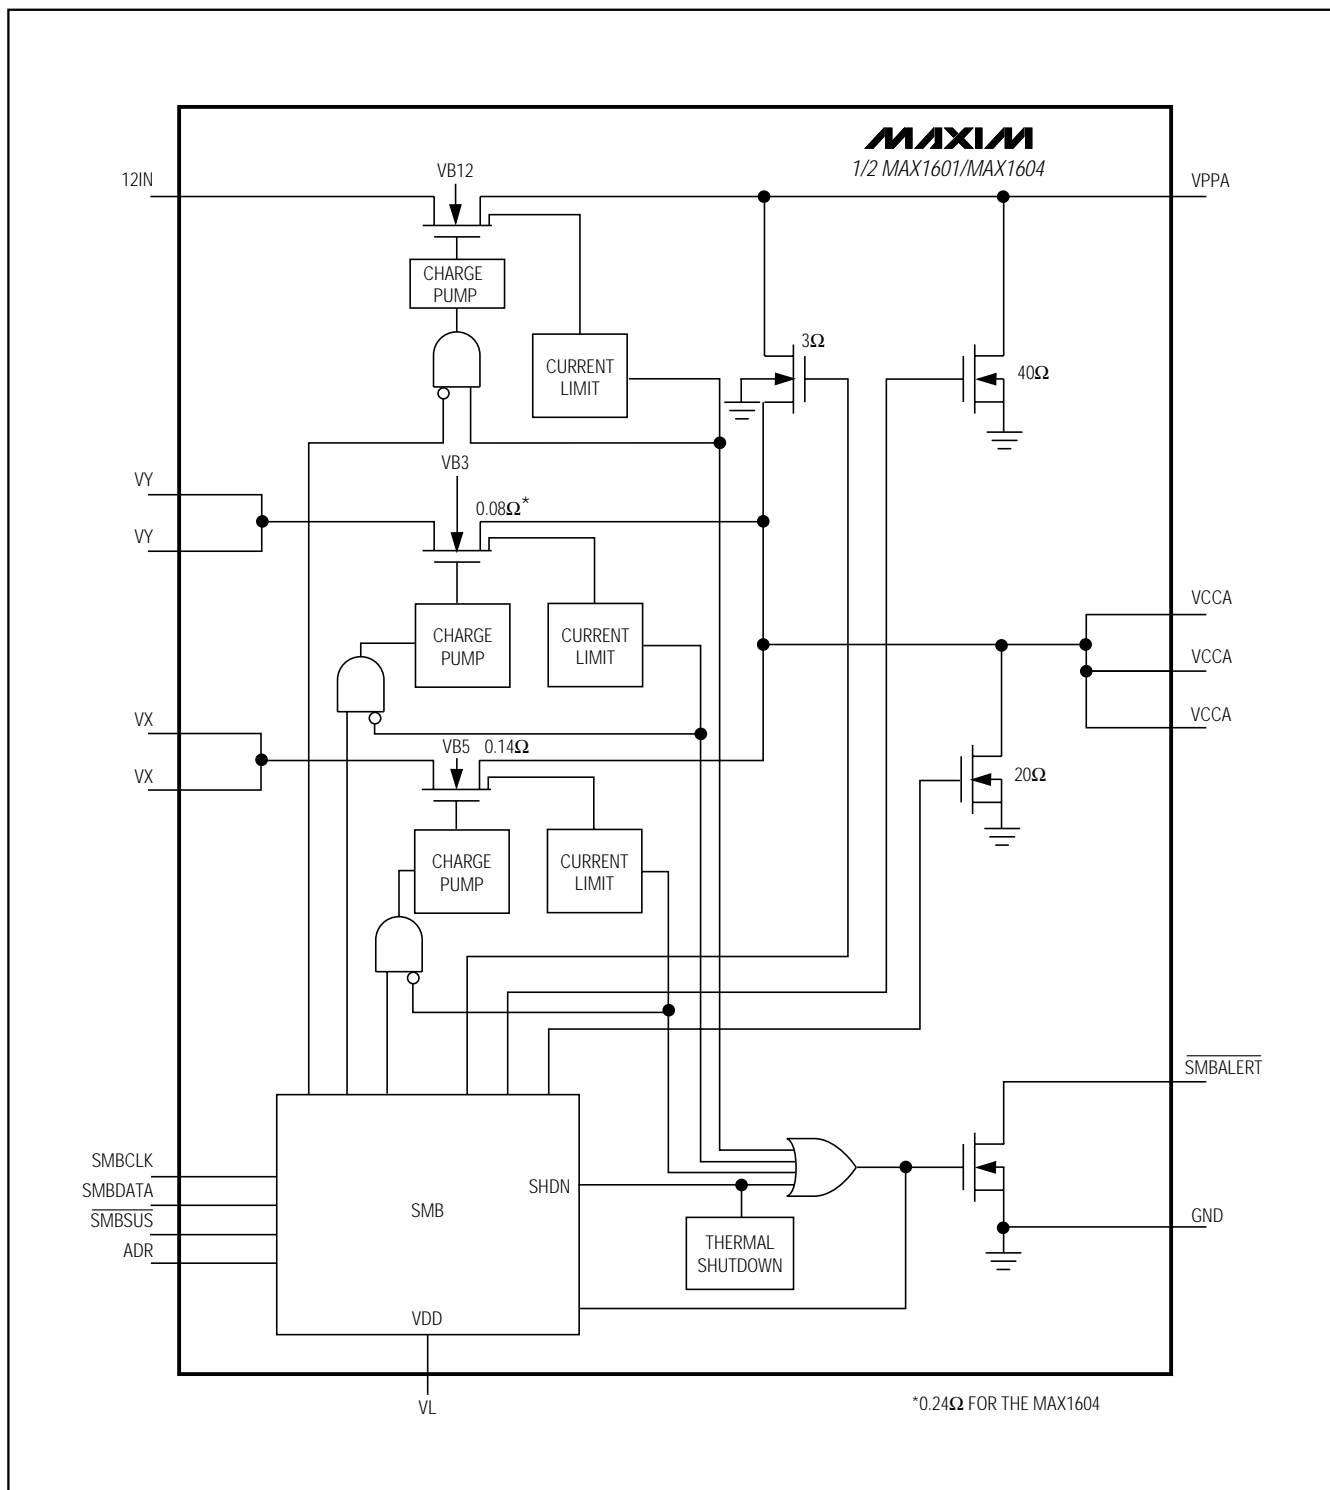 MAXIM
1/2 MAX1601/MAX1604
12IN
VB12
VPPA
CHARGE
PUMP
CURRENT
LIMIT
3Ω
40Ω
VB3
VY
VY
0.08Ω*
CHARGE
PUMP
CURRENT
LIMIT
VCCA
VCCA
VCCA
VX
VX
VB5
0.14Ω
20Ω
CHARGE
PUMP
CURRENT
LIMIT
SMBALERT
SMBCLK
SMBDATA
SMBSUS
ADR
SMB
SHDN
VDD
THERMAL
SHUTDOWN
GND
VL
*0.24Ω FOR THE MAX1604